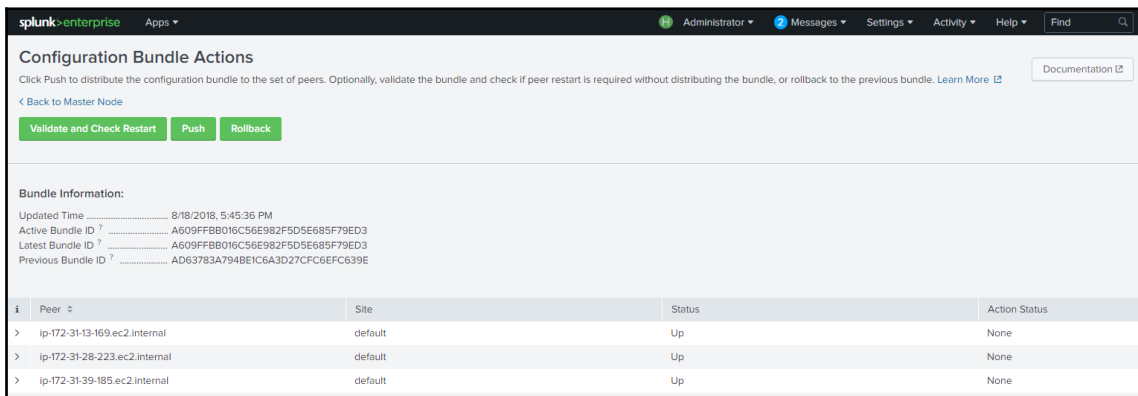 splunk>enterprise Apps ▾ H Administrator ▾ 2 Messages ▾ Settings ▾ Activity ▾ Help ▾ Find
Configuration Bundle Actions
Click Push to distribute the configuration bundle to the set of peers. Optionally, validate the bundle and check if peer restart is required without distributing the bundle, or rollback to the previous bundle. Learn More
Documentation
< Back to Master Node
Validate and Check Restart Push Rollback
Bundle Information:
Updated Time ................................ 8/18/2018, 5:45:36 PM
Active Bundle ID ? ........................ A609FFBB016C56E982F5D5E685F79ED3
Latest Bundle ID ? ........................ A609FFBB016C56E982F5D5E685F79ED3
Previous Bundle ID ? ................... AD63783A794BE1C6A3D27CFC6EFC639E
i Peer Site Status Action Status
> ip-172-31-13-169.ec2.internal default Up None
> ip-172-31-28-223.ec2.internal default Up None
> ip-172-31-39-185.ec2.internal default Up None